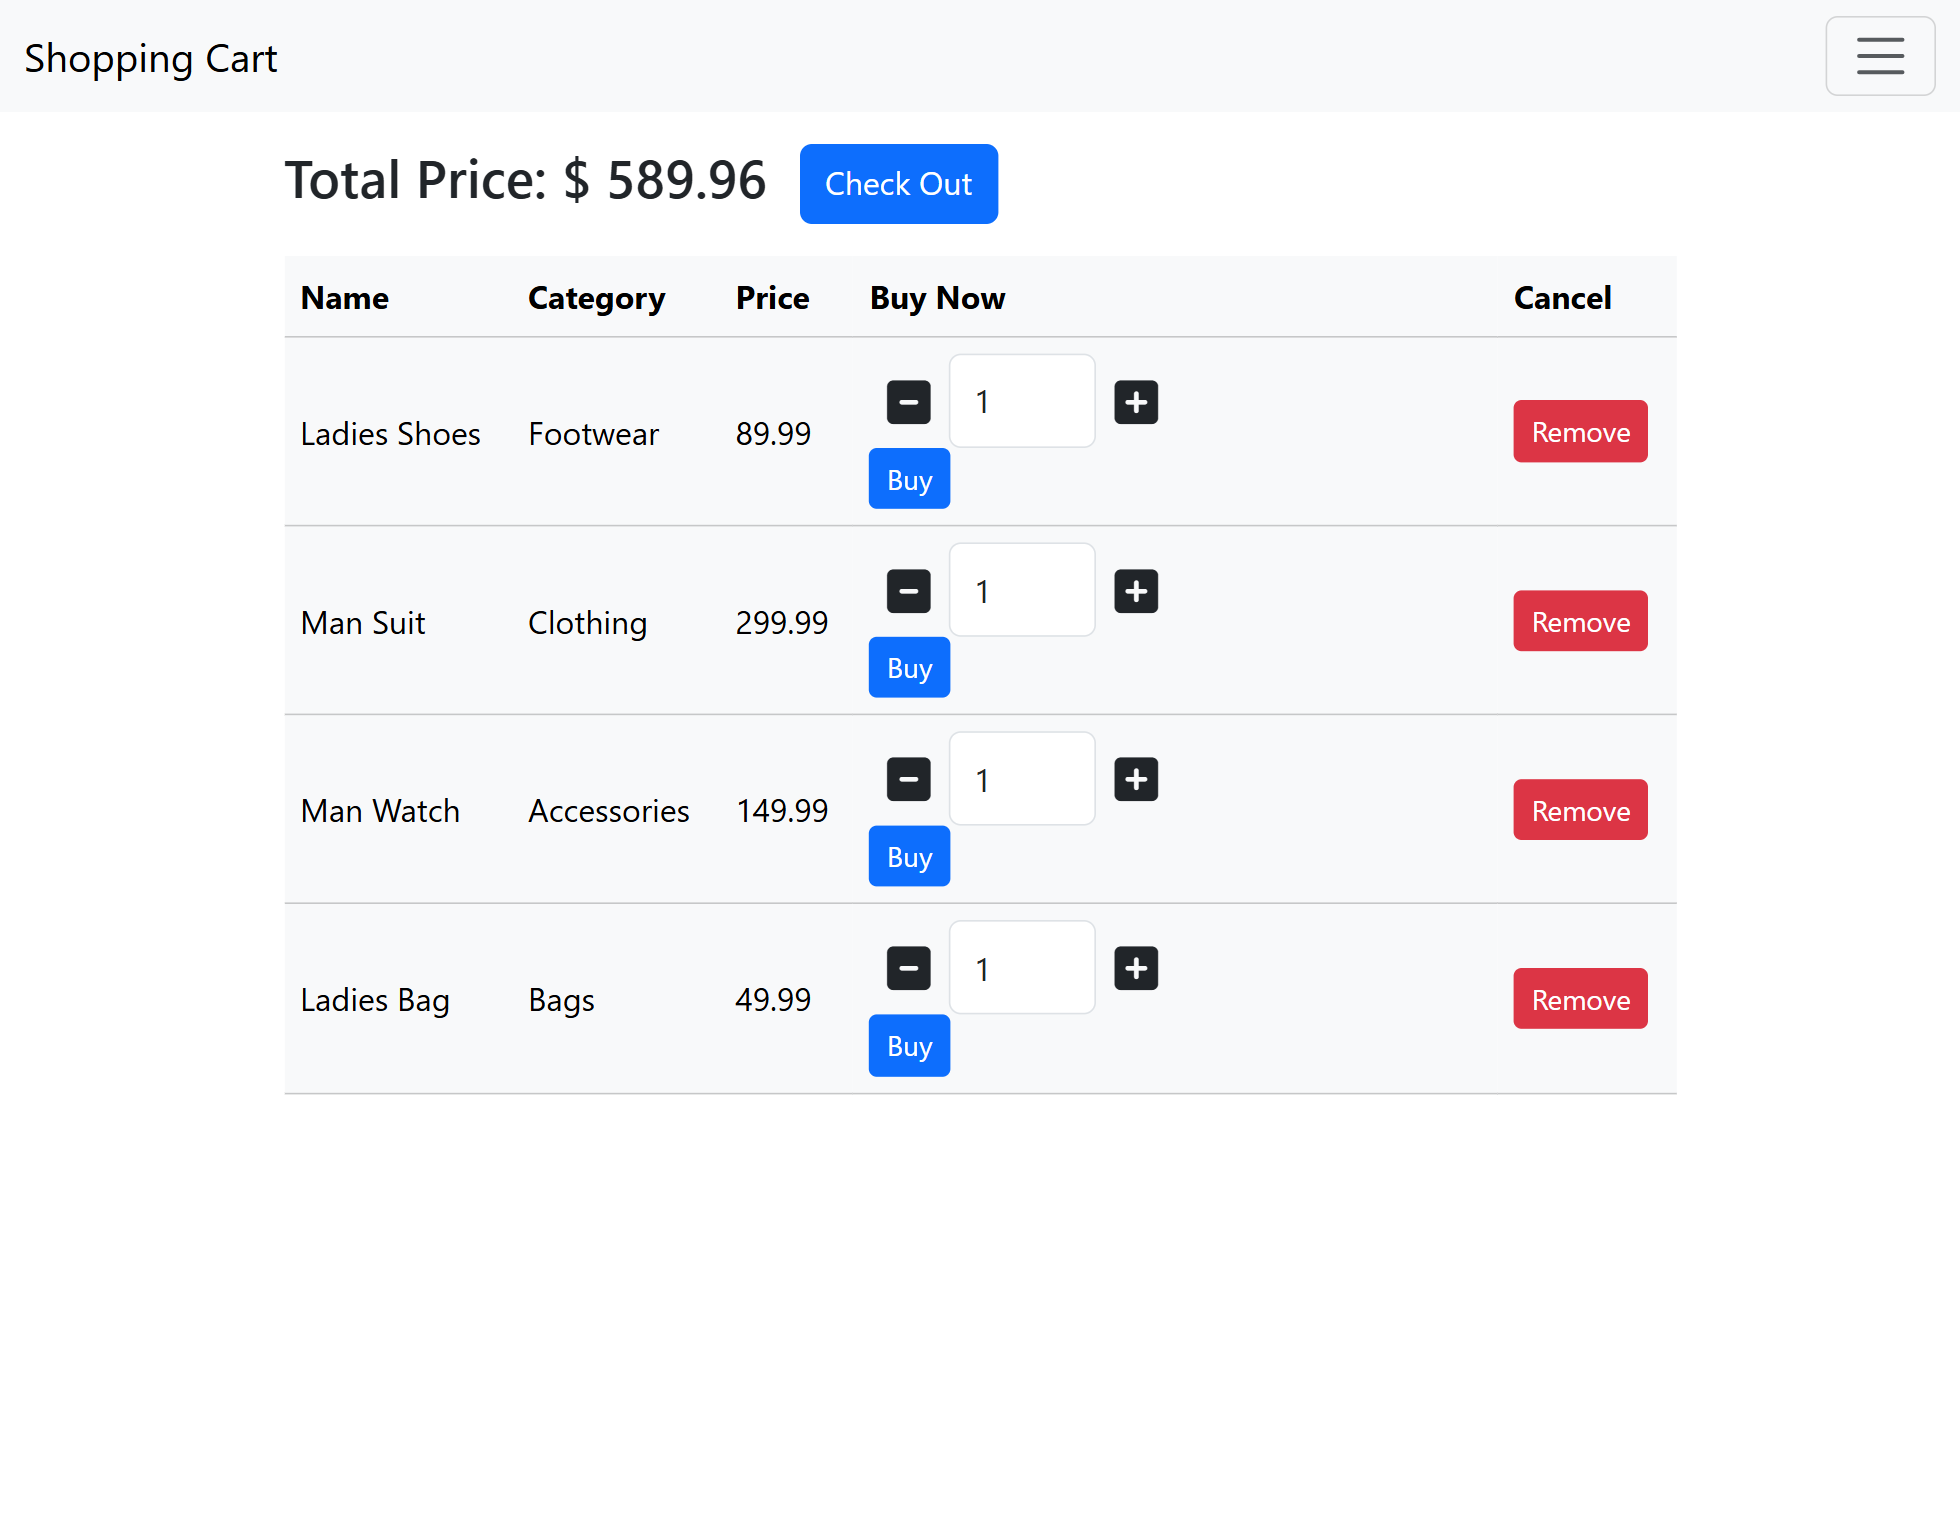 Shopping Cart
Total Price: $ 589.96 Check Out
Name Category Price Buy Now Cancel
Ladies Shoes Footwear 89.99 1 Buy Remove
Man Suit Clothing 299.99 1 Buy Remove
Man Watch Accessories 149.99 1 Buy Remove
Ladies Bag Bags 49.99 1 Buy Remove